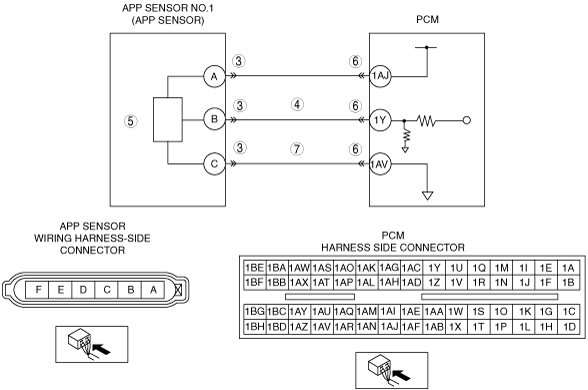 APP SENSOR NO.1
(APP SENSOR)
PCM
A
3
6
1AJ
5
B
3
4
6
1Y
C
3
7
6
1AV
APP SENSOR
WIRING HARNESS-SIDE
CONNECTOR
F E D C B A
PCM
HARNESS SIDE CONNECTOR
1BE 1BA 1AW 1AS 1AO 1AK 1AG 1AC 1Y 1U 1Q 1M 1I 1E 1A
1BF 1BB 1AX 1AT 1AP 1AL 1AH 1AD 1Z 1V 1R 1N 1J 1F 1B
1BG 1BC 1AY 1AU 1AQ 1AM 1AI 1AE 1AA 1W 1S 1O 1K 1G 1C
1BH 1BD 1AZ 1AV 1AR 1AN 1AJ 1AF 1AB 1X 1T 1P 1L 1H 1D